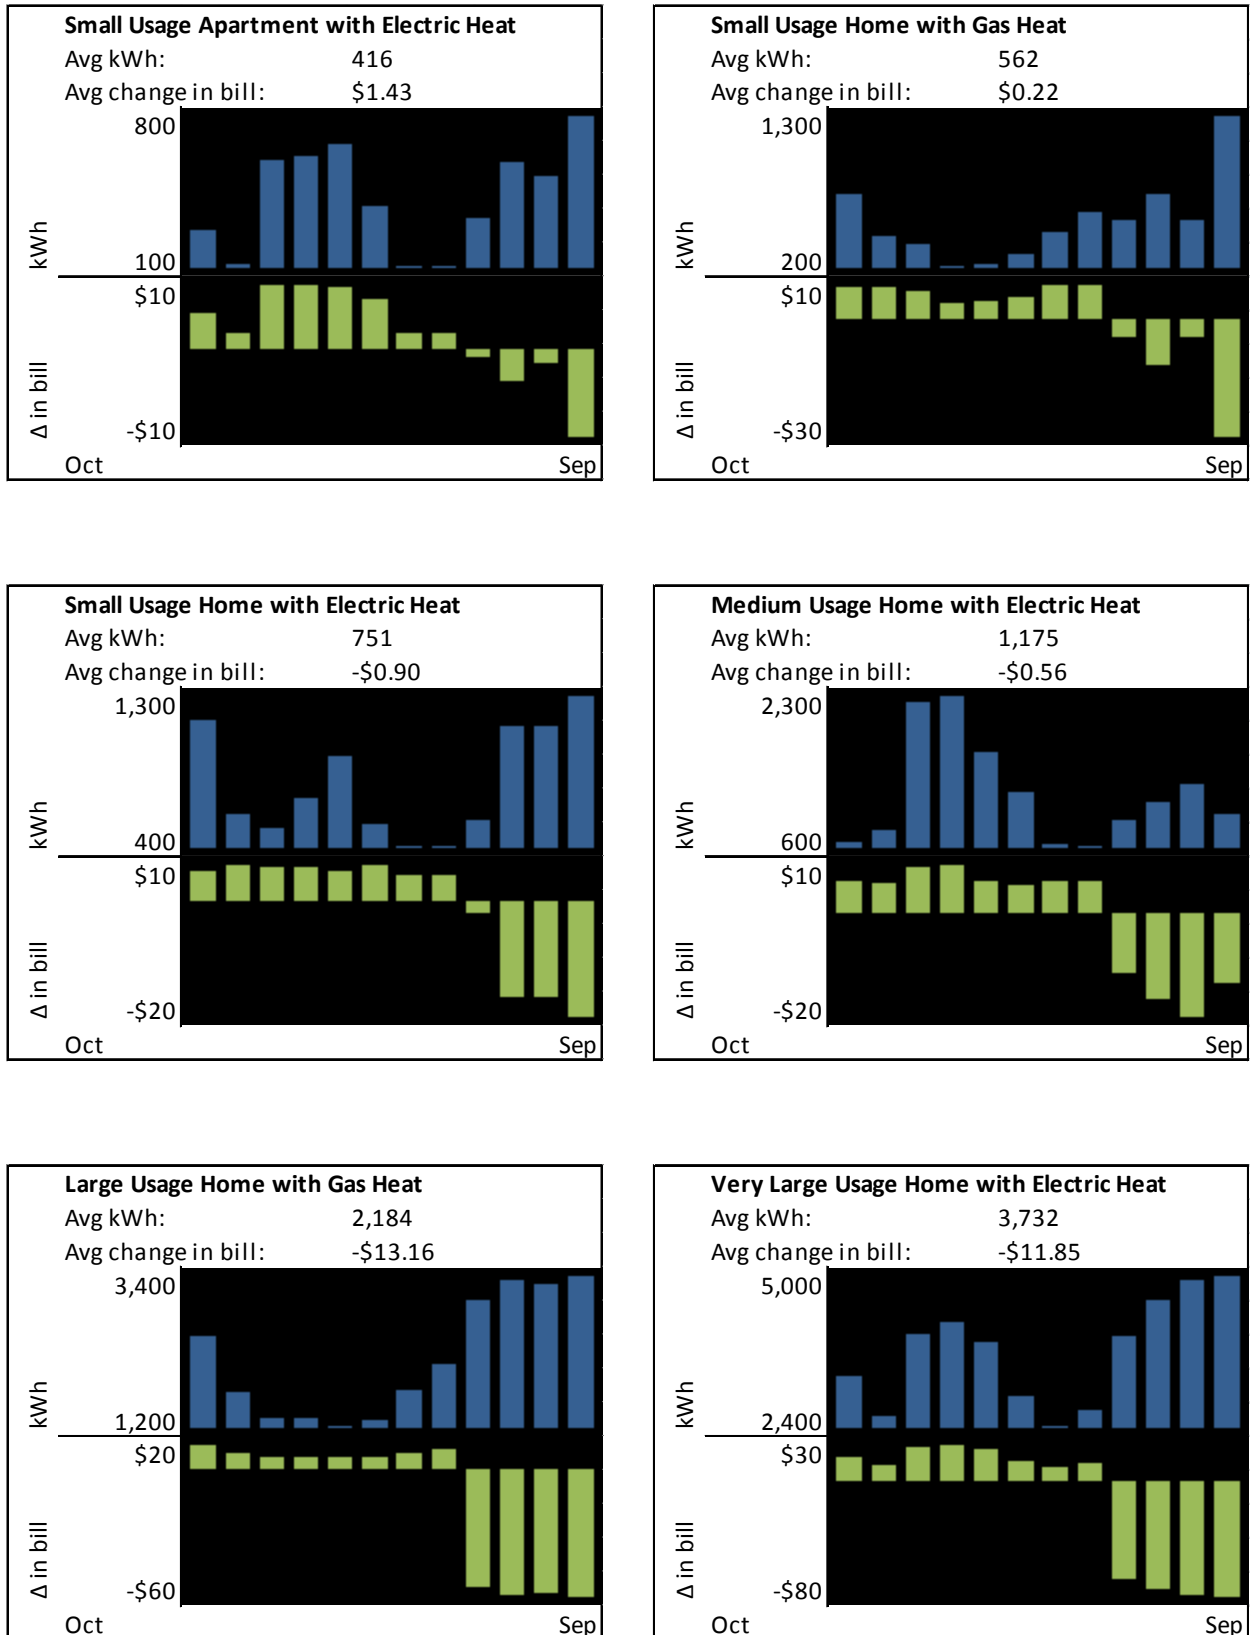 Small Usage Apartment with Electric Heat
Avg kWh: 416
Avg change in bill: $1.43
800
kWh
100
$10
Δ in bill
-$10
Oct Sep
Small Usage Home with Gas Heat
Avg kWh: 562
Avg change in bill: $0.22
1,300
kWh
200
$10
Δ in bill
-$30
Oct Sep
Small Usage Home with Electric Heat
Avg kWh: 751
Avg change in bill: -$0.90
1,300
kWh
400
$10
Δ in bill
-$20
Oct Sep
Medium Usage Home with Electric Heat
Avg kWh: 1,175
Avg change in bill: -$0.56
2,300
kWh
600
$10
Δ in bill
-$20
Oct Sep
Large Usage Home with Gas Heat
Avg kWh: 2,184
Avg change in bill: -$13.16
3,400
kWh
1,200
$20
Δ in bill
-$60
Oct Sep
Very Large Usage Home with Electric Heat
Avg kWh: 3,732
Avg change in bill: -$11.85
5,000
kWh
2,400
$30
Δ in bill
-$80
Oct Sep